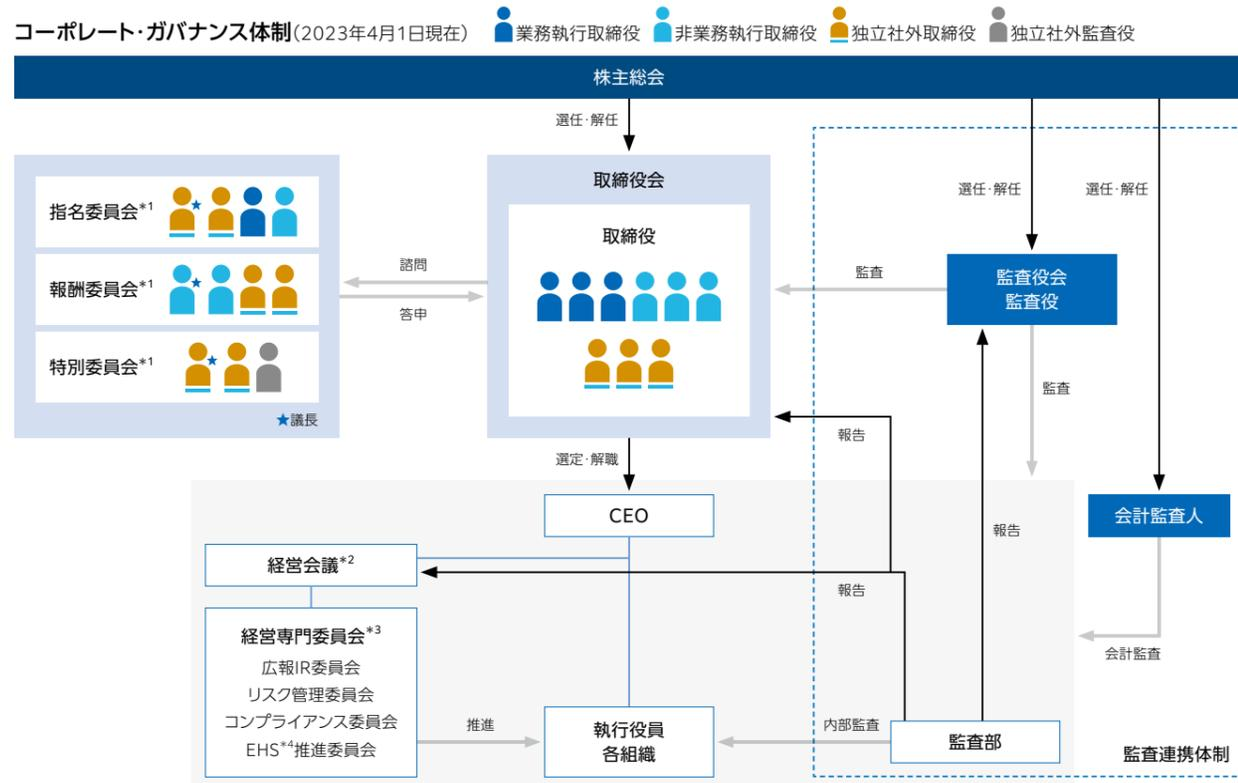 コーポレート・ガバナンス体制(2023年4月1日現在)
業務執行取締役
非業務執行取締役
独立社外取締役
独立社外監査役
株主総会
選任・解任
選任・解任
選任・解任
指名委員会*1
報酬委員会*1
特別委員会*1
★議長
諮問
答申
取締役会
取締役
監査
監査役会
監査役
監査
報告
選定・解職
CEO
会計監査人
経営会議*2
報告
報告
経営専門委員会*3
広報IR委員会
リスク管理委員会
コンプライアンス委員会
EHS*4推進委員会
推進
執行役員
各組織
内部監査
監査部
会計監査
監査連携体制